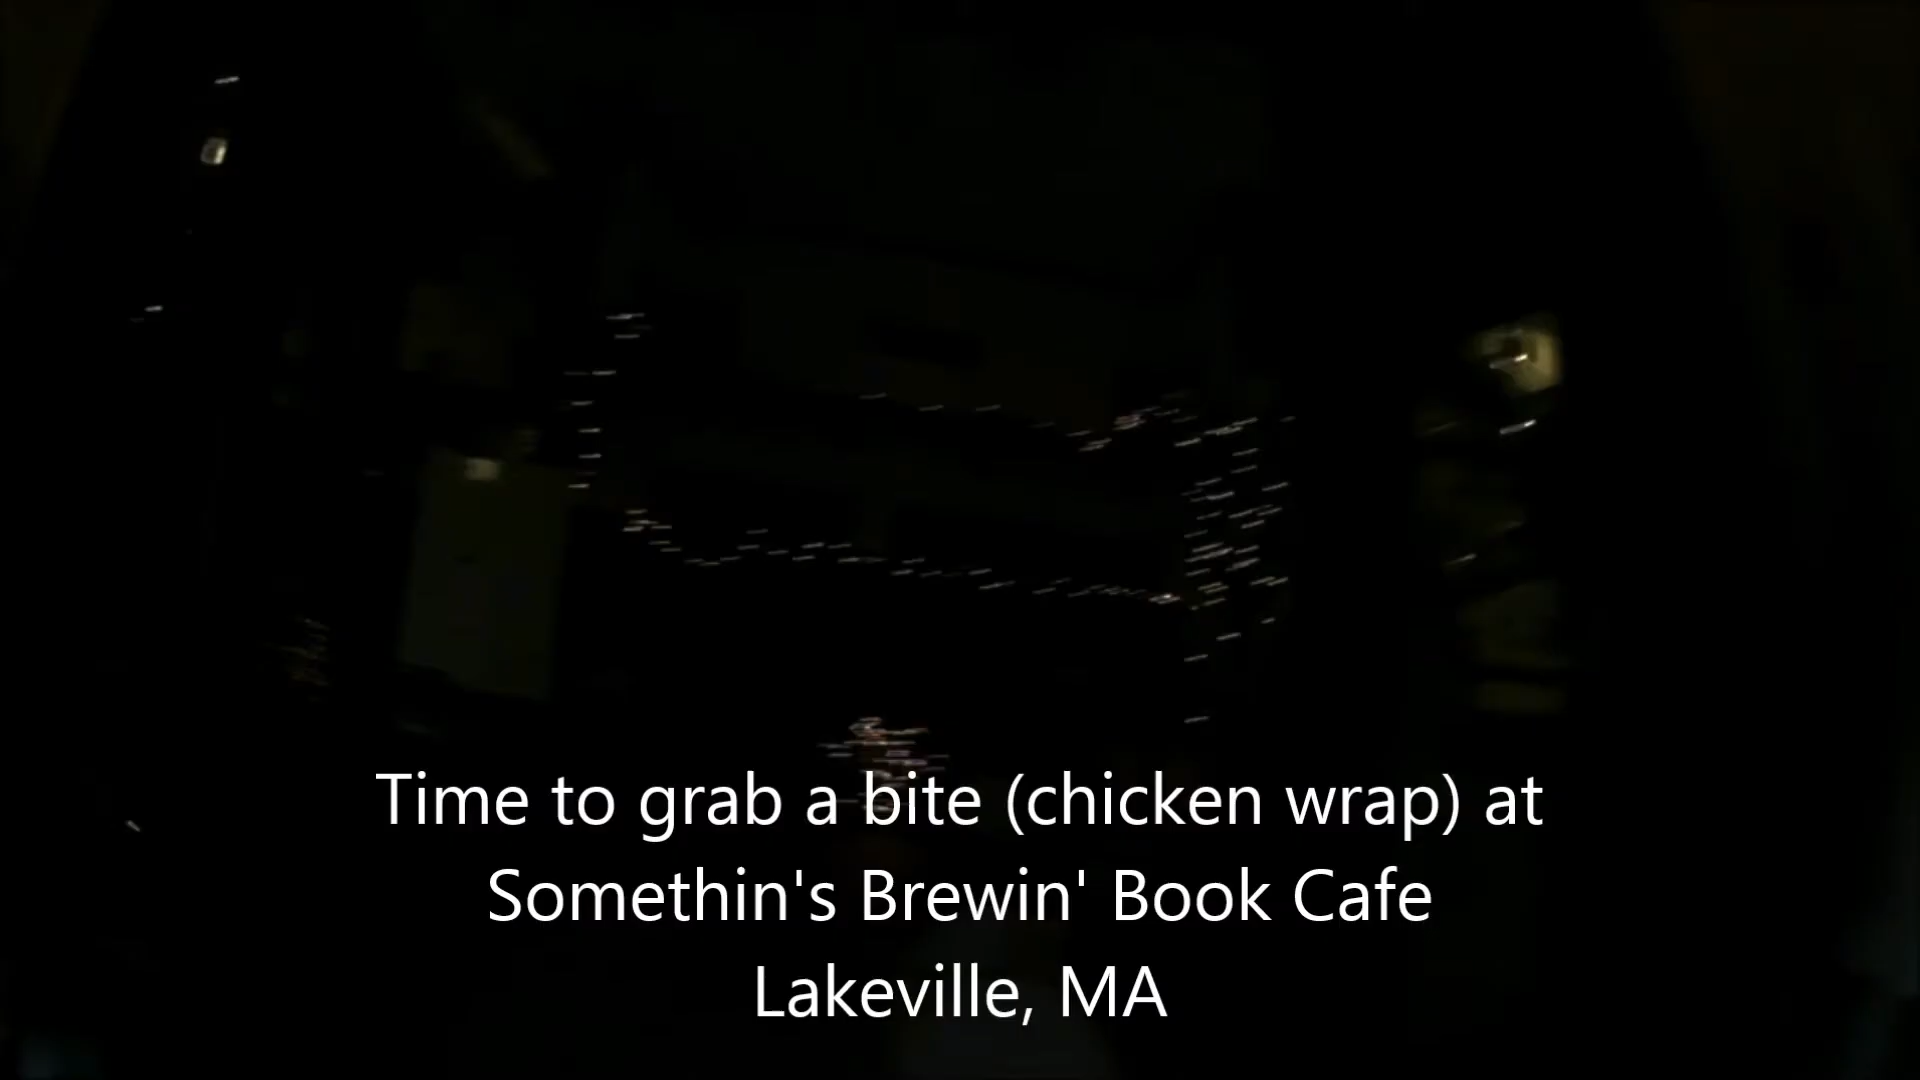 Time to grab a bite (chicken wrap) at
Somethin's Brewin' Book Cafe
Lakeville, MA